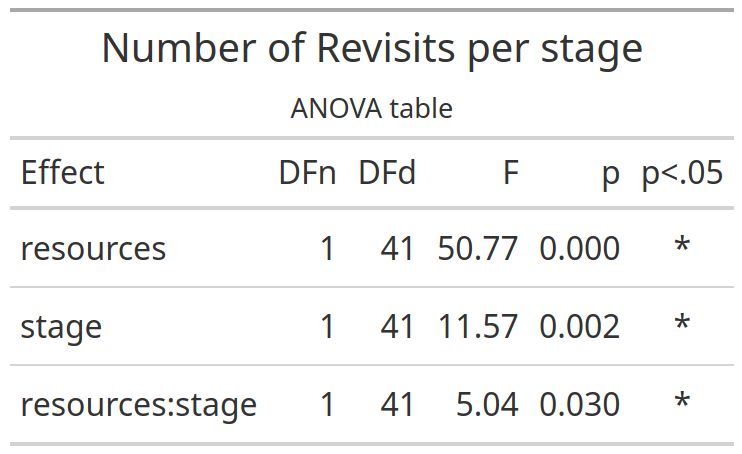 Number of Revisits per stage
ANOVA table
Effect DFn DFd F p p<.05
resources 1 41 50.77 0.000 *
stage 1 41 11.57 0.002 *
resources:stage 1 41 5.04 0.030 *